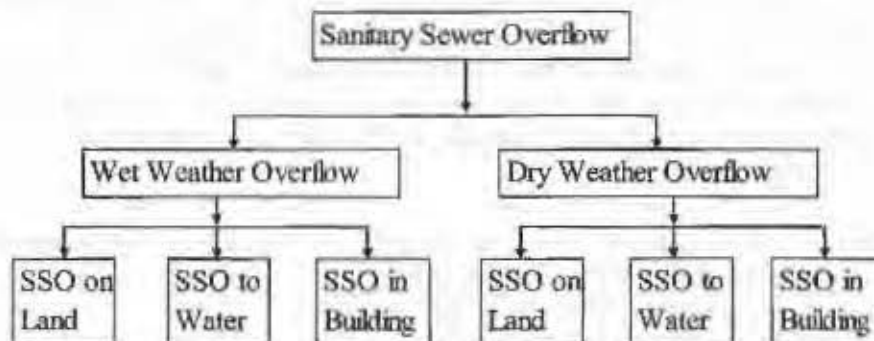 Sanitary Sewer Overflow
Wet Weather Overflow
Dry Weather Overflow
SSO on
Land
SSO to
Water
SSO in
Building
SSO on
Land
SSO to
Water
SSO in
Building